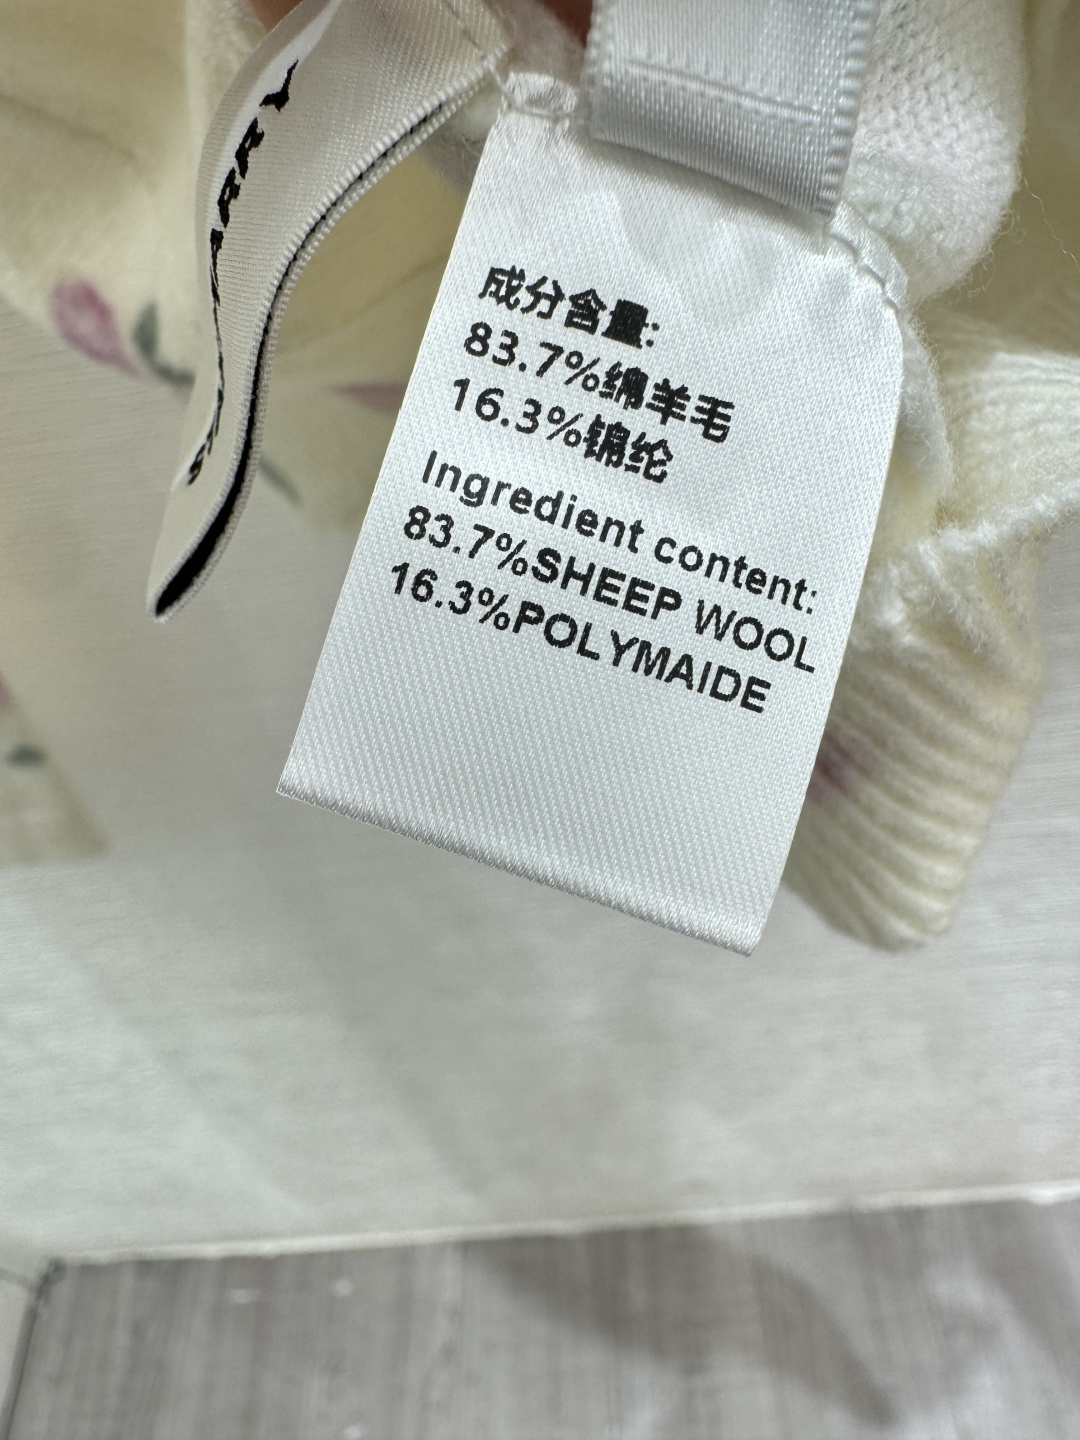 成分含量:
83.7%绵羊毛
16.3%锦纶
Ingredient content:
83.7%SHEEP WOOL
16.3%POLYMAIDE